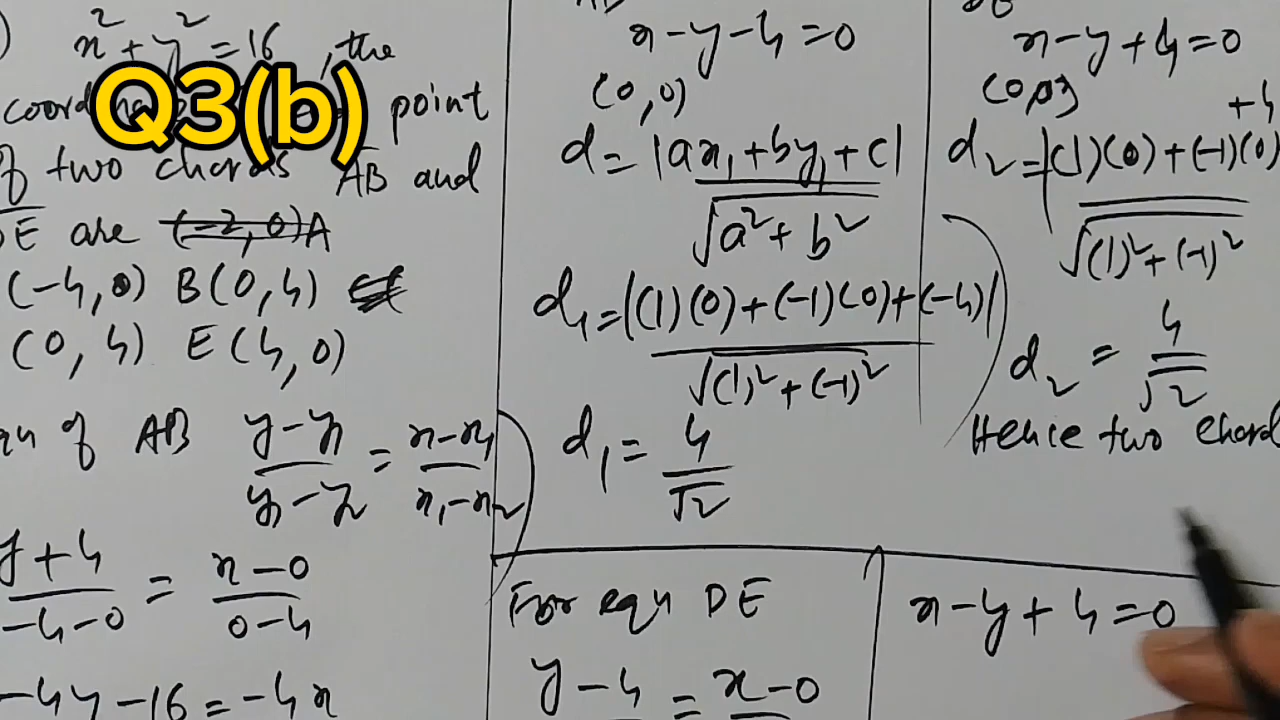 x² + y² = 16, the
Q3(b)
point
of two chords AB and
DE are (-2, 0) A
(-4, 0) B(0, 4)
(0, 4) E(4, 0)
of AB y-y₁/y₁-y₂ = x-x₁/x₁-x₂
y+4/-4-0 = x-0/0-4
-4y-16 = -4x
AB
x-y-4=0
(0,0)
d = |ax₁+by₁+c|/√a²+b²
d₁ = |(1)(0)+(-1)(0)+(-4)|/√(1)²+(-1)²
d₁ = 4/√2
For equ DE
y-4 = x-0
DE
x-y+4=0
+4
d₂ = |(1)(0)+(-1)(0)/√(1)²+(-1)²
d₂ = 4/√2
Hence two chord
x-y+4=0